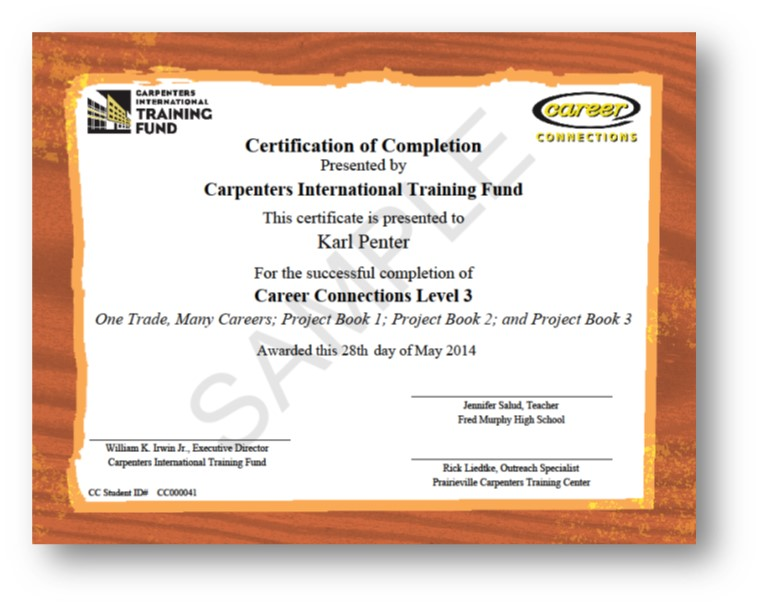 CARPENTERS
INTERNATIONAL
TRAINING
FUND
career
CONNECTIONS
Certification of Completion
Presented by
Carpenters International Training Fund
This certificate is presented to
Karl Penter
For the successful completion of
Career Connections Level 3
One Trade, Many Careers; Project Book 1; Project Book 2; and Project Book 3
Awarded this 28th day of May 2014
SAMPLE
Jennifer Salud, Teacher
Fred Murphy High School
William K. Irwin Jr., Executive Director
Carpenters International Training Fund
Rick Liedtke, Outreach Specialist
Prairieville Carpenters Training Center
CC Student ID# CC000041